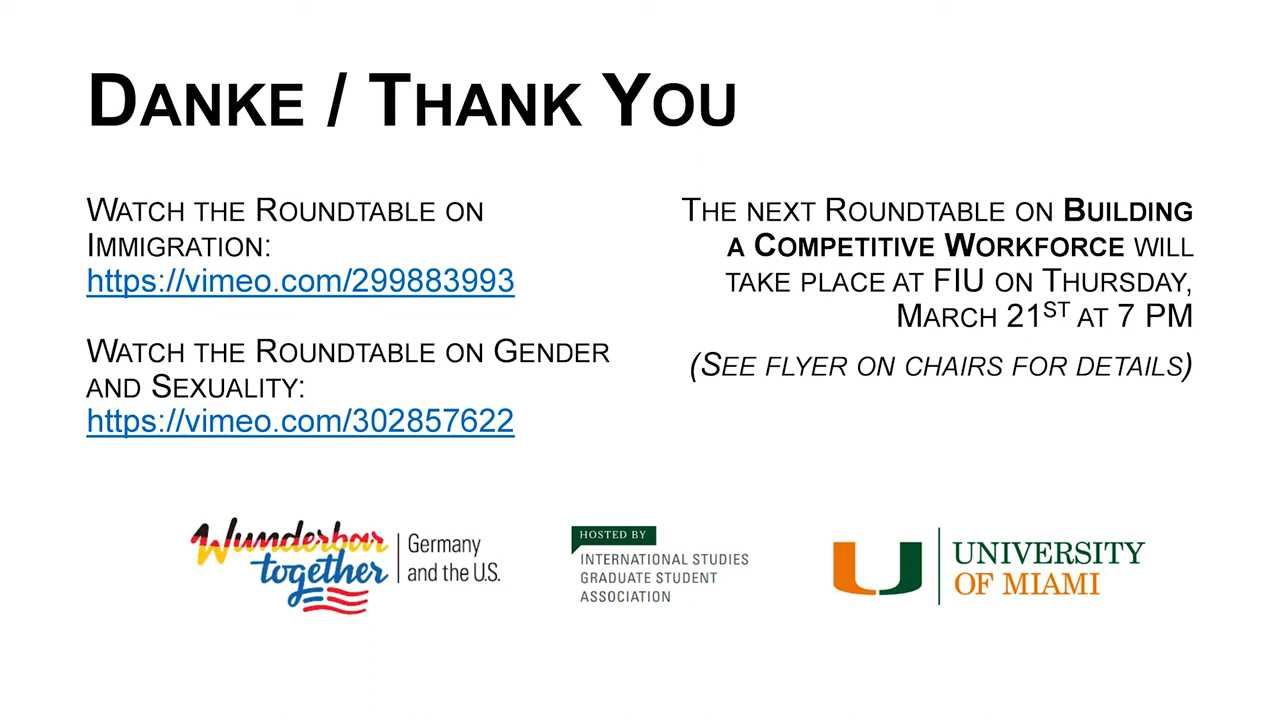 DANKE / THANK YOU
WATCH THE ROUNDTABLE ON
IMMIGRATION:
https://vimeo.com/299883993
WATCH THE ROUNDTABLE ON GENDER
AND SEXUALITY:
https://vimeo.com/302857622
THE NEXT ROUNDTABLE ON BUILDING
A COMPETITIVE WORKFORCE WILL
TAKE PLACE AT FIU ON THURSDAY,
MARCH 21ST AT 7 PM
(SEE FLYER ON CHAIRS FOR DETAILS)
Wunderbar
together
Germany
and the U.S.
HOSTED BY
INTERNATIONAL STUDIES
GRADUATE STUDENT
ASSOCIATION
UNIVERSITY
OF MIAMI